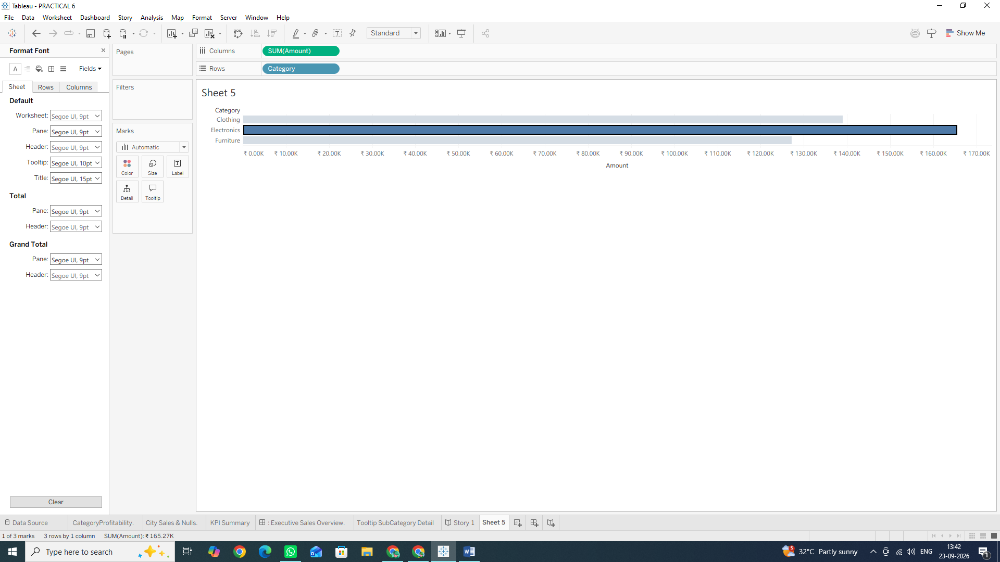 Tableau - PRACTICAL 6
File Data Worksheet Dashboard Story Analysis Map Format Server Window Help
Standard
Show Me
Format Font
Fields
Sheet Rows Columns
Default
Worksheet: Segoe UI, 9pt
Pane: Segoe UI, 9pt
Header: Segoe UI, 9pt
Tooltip: Segoe UI, 10pt
Title: Segoe UI, 15pt
Total
Pane: Segoe UI, 9pt
Header: Segoe UI, 9pt
Grand Total
Pane: Segoe UI, 9pt
Header: Segoe UI, 9pt
Clear
Pages
Filters
Marks
Automatic
Color Size Label
Detail Tooltip
Columns SUM(Amount)
Rows Category
Sheet 5
Category
Clothing
Electronics
Furniture
₹ 0.00K ₹ 10.00K ₹ 20.00K ₹ 30.00K ₹ 40.00K ₹ 50.00K ₹ 60.00K ₹ 70.00K ₹ 80.00K ₹ 90.00K ₹ 100.00K ₹ 110.00K ₹ 120.00K ₹ 130.00K ₹ 140.00K ₹ 150.00K ₹ 160.00K ₹ 170.00K
Amount
Data Source CategoryProfitability. City Sales & Nulls. KPI Summary : Executive Sales Overview. Tooltip SubCategory Detail Story 1 Sheet 5
1 of 3 marks 3 rows by 1 column SUM(Amount): ₹ 165.27K
Type here to search
5 32°C Partly sunny ENG
13:42
23-09-2026
1